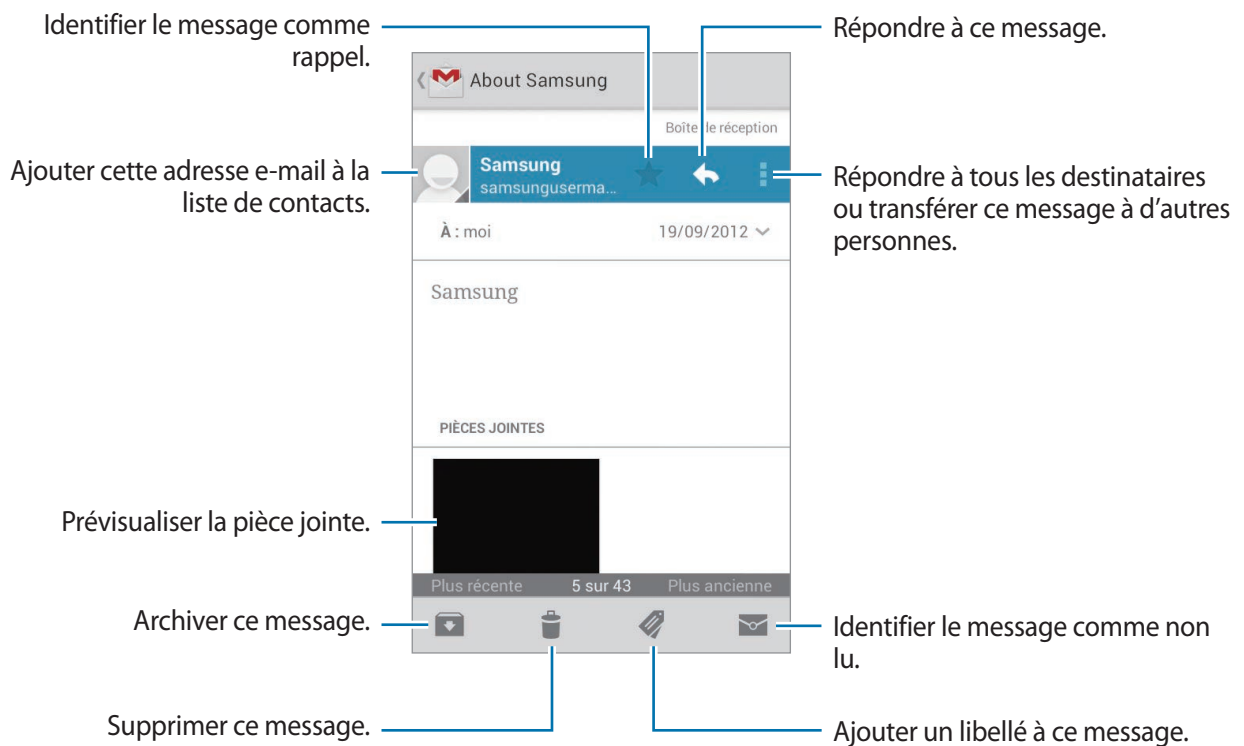 Identifier le message comme
rappel.
Répondre à ce message.
About Samsung
Boîte de réception
Ajouter cette adresse e-mail à la
liste de contacts.
Samsung
samsunguserma...
Répondre à tous les destinataires
ou transférer ce message à d'autres
personnes.
À : moi
19/09/2012
Samsung
PIÈCES JOINTES
Prévisualiser la pièce jointe.
Plus récente 5 sur 43 Plus ancienne
Archiver ce message.
Identifier le message comme non
lu.
Supprimer ce message.
Ajouter un libellé à ce message.